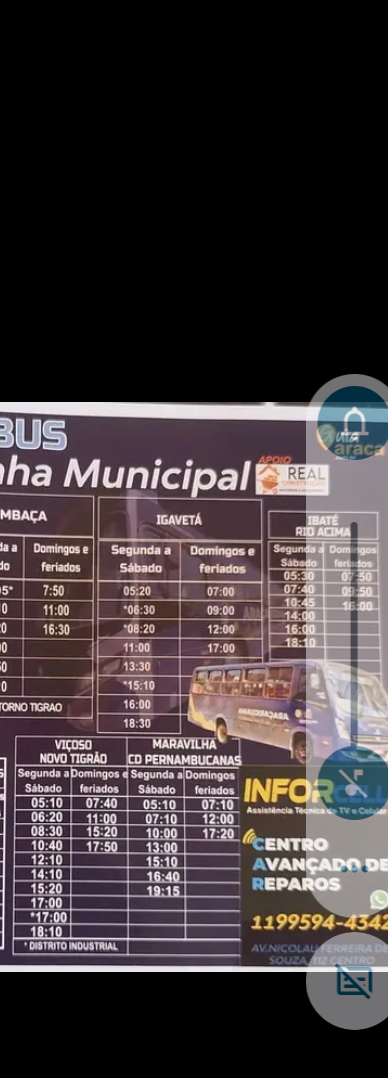 BUS
ha Municipal
APOIO
REAL
MBAÇA
Domingos e
feriados
7:50
11:00
16:30
TORNO TIGRAO
IGAVETÁ
Segunda a Domingos e
Sábado feriados
05:20 07:00
*06:30 09:00
*08:20 12:00
11:00 17:00
13:30
*15:10
16:00
18:30
IBATÉ
RIO ACIMA
Segunda a Domingos
Sábado feriados
05:30 07:50
07:40 09:50
10:45 16:00
14:00
16:00
18:10
VIÇOSO
NOVO TIGRÃO
Segunda a Domingos e
Sábado feriados
05:10 07:40
06:20 11:00
08:30 15:20
10:40 17:50
12:10
14:10
15:20
17:00
*17:00
18:10
* DISTRITO INDUSTRIAL
MARAVILHA
CD PERNAMBUCANAS
Segunda a Domingos
Sábado feriados
05:10 07:10
07:10 12:00
10:00 17:20
13:00
15:10
16:40
19:15
INFORCELL
Assistência Técnica de TV e Celular
CENTRO
AVANÇADO DE
REPAROS
1199594-4342
AV.NICOLAU FERREIRA DE
SOUZA, 112 CENTRO